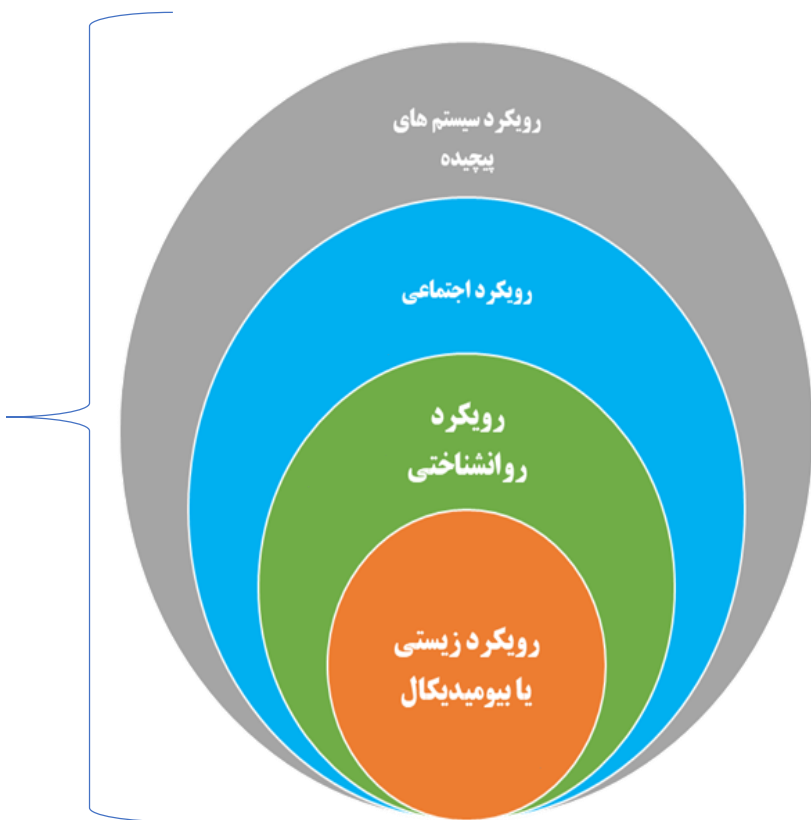 رویکرد سیستم های
پیچیده
رویکرد اجتماعی
رویکرد
روانشناختی
رویکرد زیستی
یا بیومیدیکال